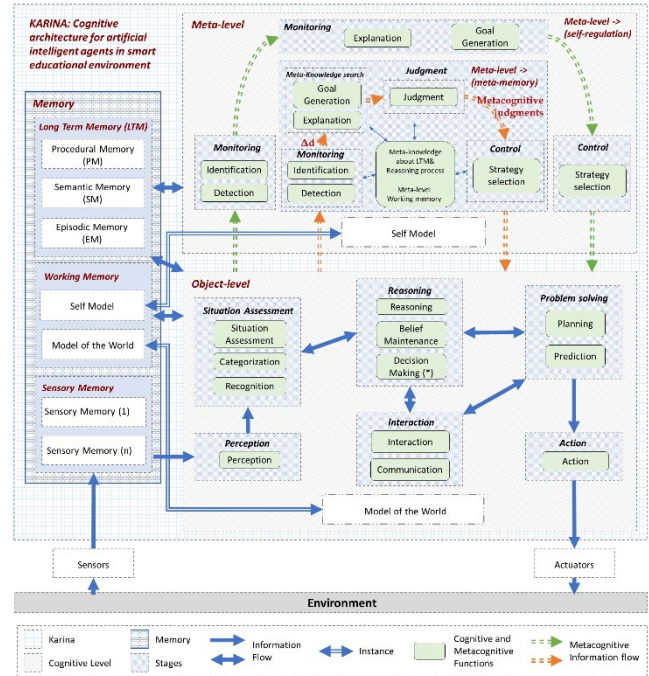 KARINA: Cognitive
architecture for artificial
intelligent agents in smart
educational environment
Memory
Long Term Memory (LTM)
Procedural Memory
(PM)
Semantic Memory
(SM)
Episodic Memory
(EM)
Working Memory
Self Model
Model of the World
Sensory Memory
Sensory Memory (1)
Sensory Memory (n)
Meta-level
Monitoring
Explanation
Goal
Generation
Meta-level ->
(self-regulation)
Meta-Knowledge search
Goal
Generation
Explanation
Judgment
Judgment
Meta-level ->
(meta-memory)
Metacognitive
Judgments
Δd
Monitoring
Identification
Detection
Monitoring
Identification
Detection
Meta-knowledge
about LTM&
Reasoning process
Meta-level
Working memory
Control
Strategy
selection
Control
Strategy
selection
Self Model
Object-level
Situation Assessment
Situation
Assessment
Categorization
Recognition
Reasoning
Reasoning
Belief
Maintenance
Decision
Making (*)
Problem solving
Planning
Prediction
Perception
Perception
interaction
Interaction
Communication
Action
Action
Model of the World
Sensors
Actuators
Environment
Karina
Cognitive Level
Memory
Stages
Information
Flow
Instance
Cognitive and
Metacognitive
Functions
Metacognitive
Information flow